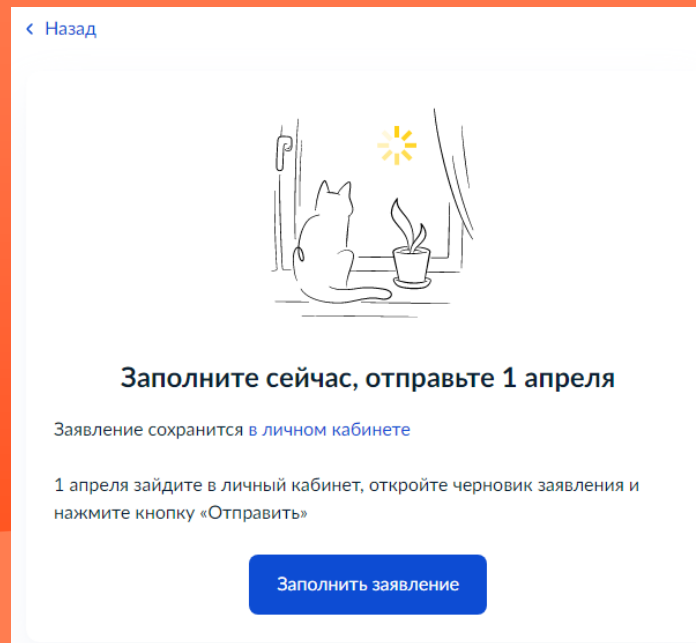 Назад
Заполните сейчас, отправьте 1 апреля
Заявление сохранится в личном кабинете
1 апреля зайдите в личный кабинет, откройте черновик заявления и
нажмите кнопку «Отправить»
Заполнить заявление